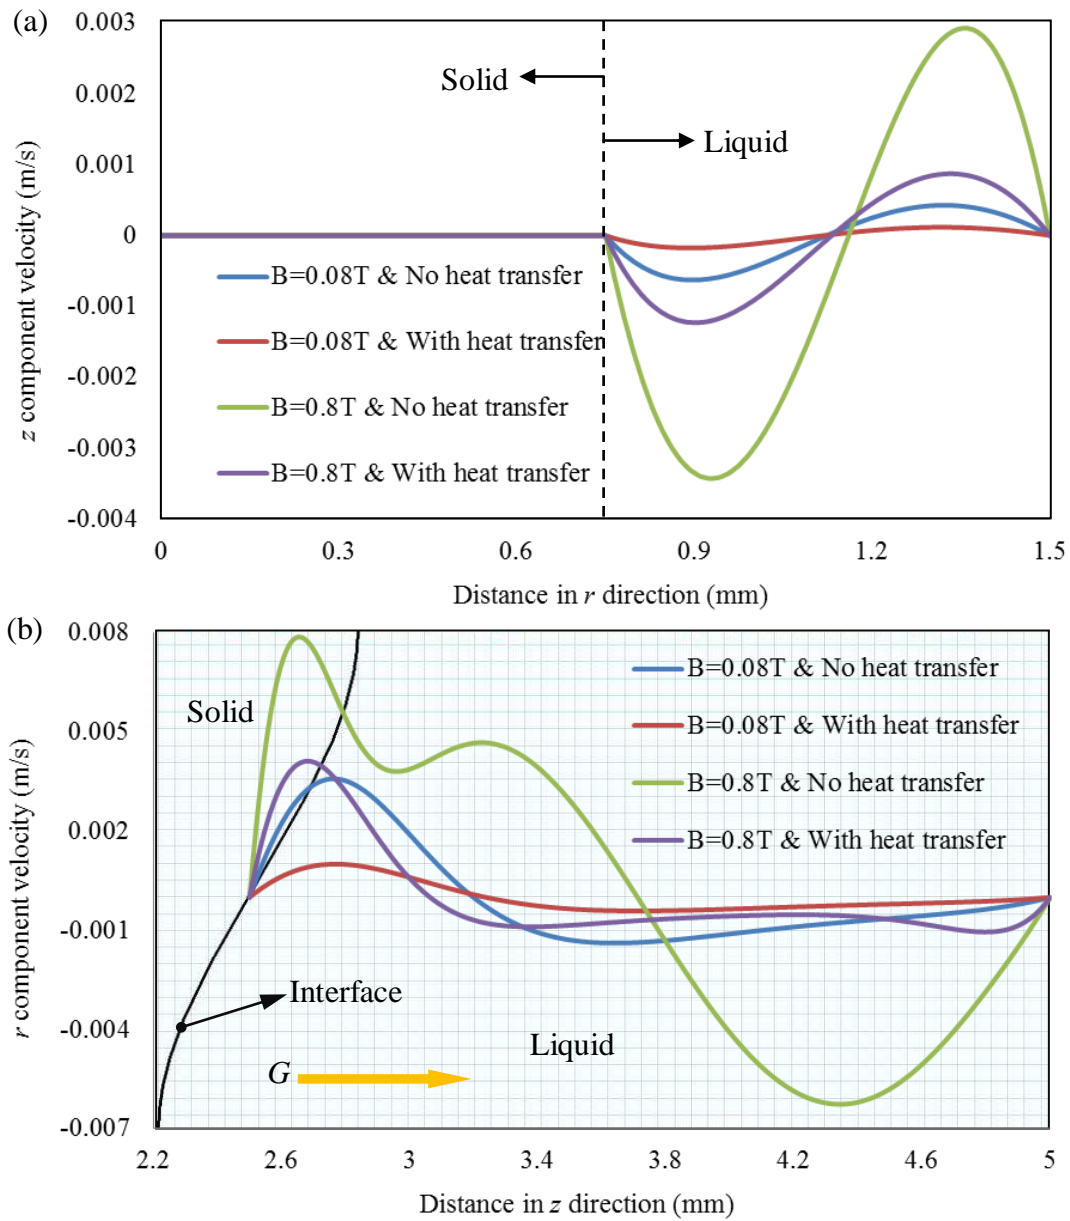 (a)
0.003
0.002
0.001
0
-0.001
-0.002
-0.003
-0.004
z component velocity (m/s)
Solid
Liquid
B=0.08T & No heat transfer
B=0.08T & With heat transfer
B=0.8T & No heat transfer
B=0.8T & With heat transfer
0 0.3 0.6 0.9 1.2 1.5
Distance in r direction (mm)
(b)
0.008
0.005
0.002
-0.001
-0.004
-0.007
r component velocity (m/s)
Solid
B=0.08T & No heat transfer
B=0.08T & With heat transfer
B=0.8T & No heat transfer
B=0.8T & With heat transfer
Interface
Liquid
G
2.2 2.6 3 3.4 3.8 4.2 4.6 5
Distance in z direction (mm)